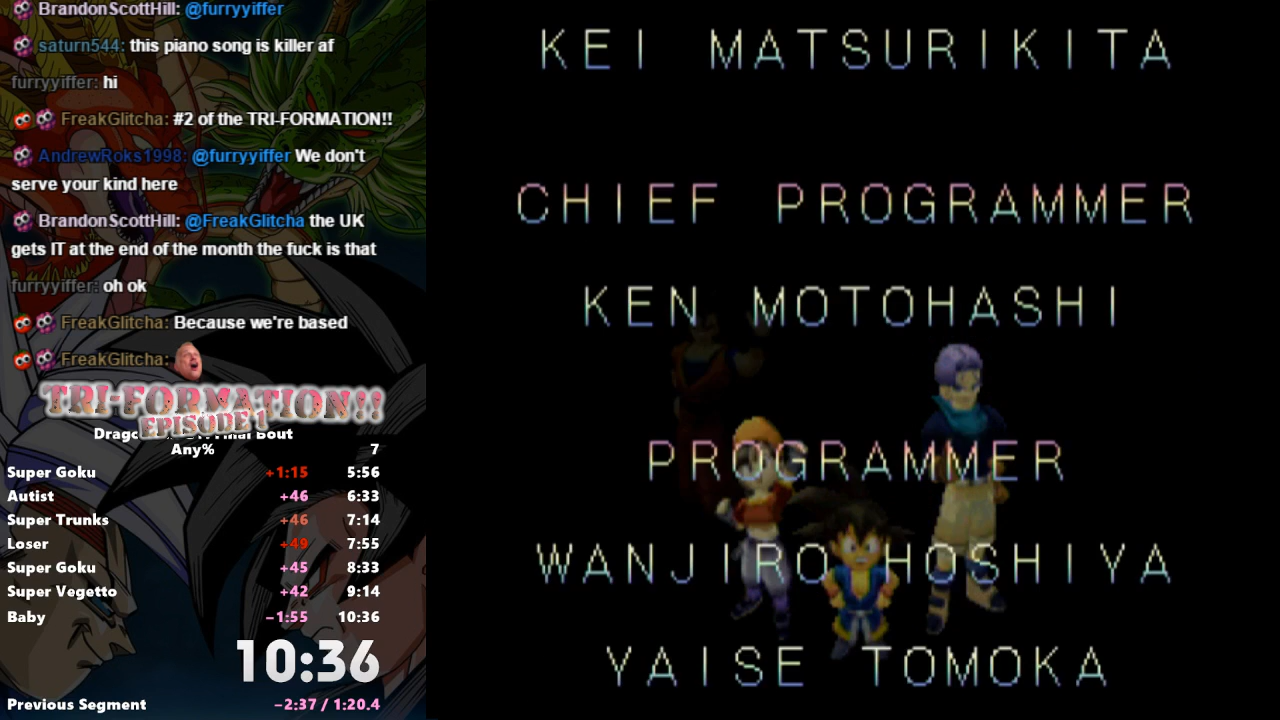 BrandonScottHill: @furryyiffer
saturn544: this piano song is killer af
furryyiffer: hi
FreakGlitcha: #2 of the TRI-FORMATION!!
AndrewRoks1998: @furryyiffer We don't
serve your kind here
BrandonScottHill: @FreakGlitcha the UK
gets IT at the end of the month the fuck is that
furryyiffer: oh ok
FreakGlitcha: Because we're based
FreakGlitcha:
TRI-FORMATION!!
EPISODE 1
Bout
Any% 7
Super Goku +1:15 5:56
Autist +46 6:33
Super Trunks +46 7:14
Loser +49 7:55
Super Goku +45 8:33
Super Vegetto +42 9:14
Baby −1:55 10:36
10:36
Previous Segment −2:37 / 1:20.4
KEI MATSURIKITA
CHIEF PROGRAMMER
KEN MOTOHASHI
PROGRAMMER
WANJIRO HOSHIYA
YAISE TOMOKA